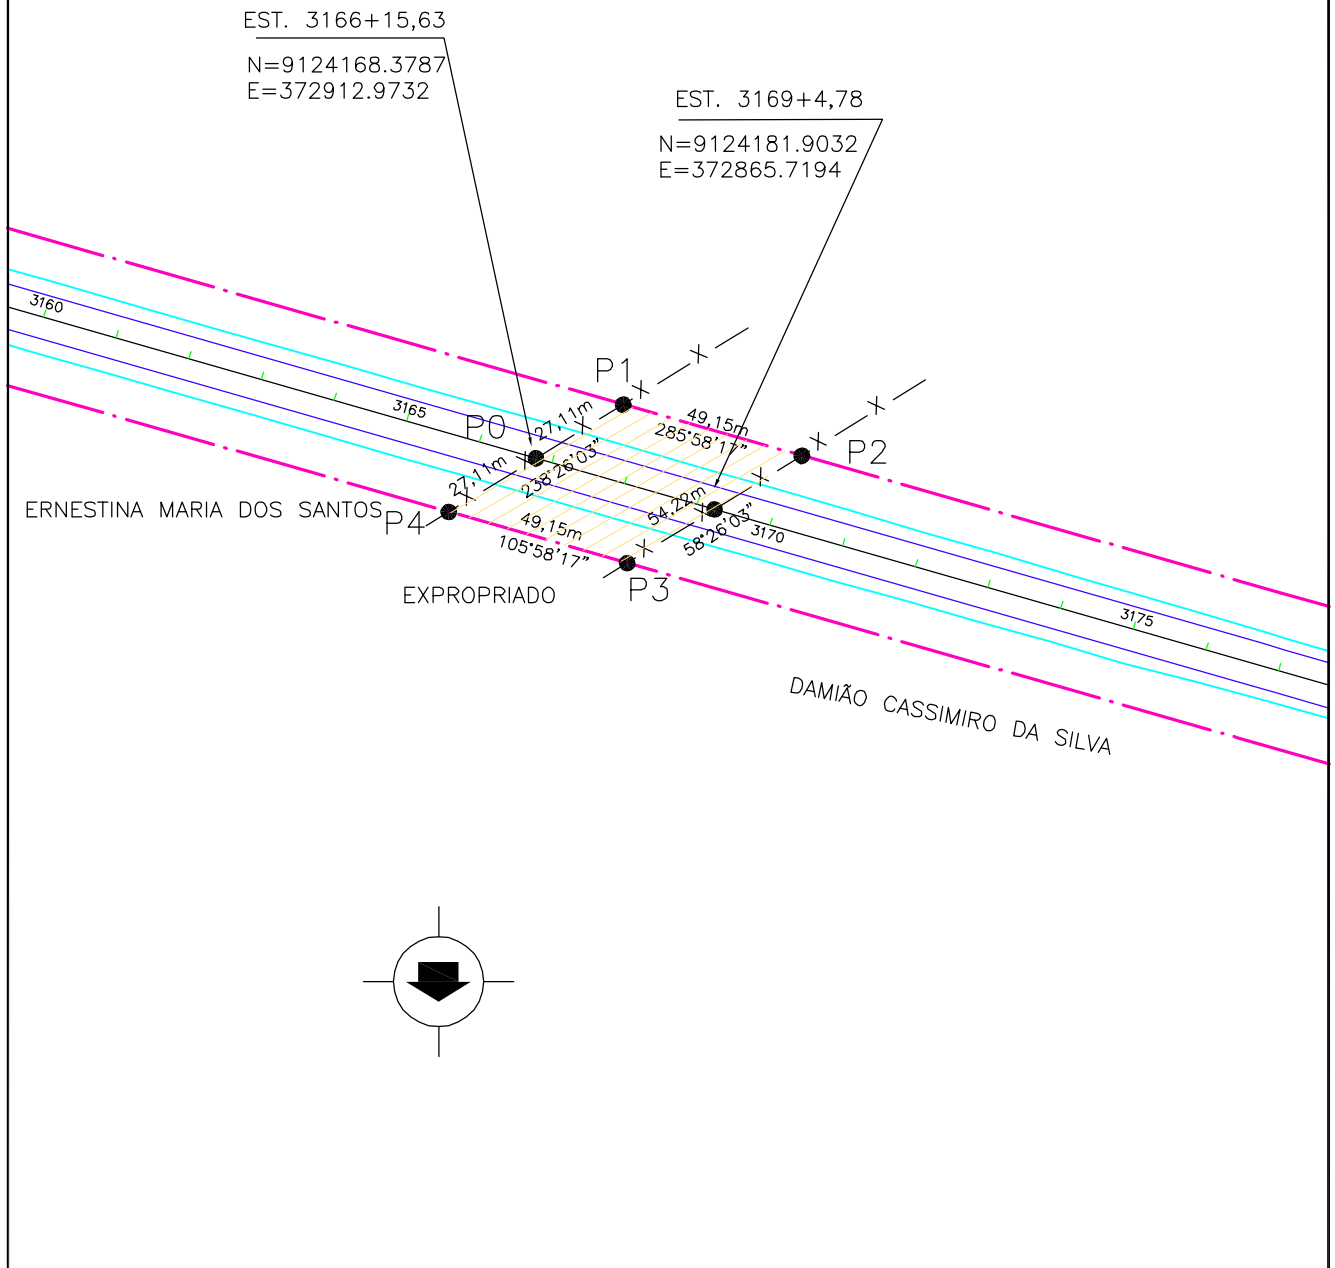 EST. 3166+15,63
N=9124168.3787
E=372912.9732
EST. 3169+4,78
N=9124181.9032
E=372865.7194
3160
3165
P1
P0
27,11m
49,15m
285°58'17"
P2
27,11m
238°26'03"
54,22m
58°26'03"
3170
ERNESTINA MARIA DOS SANTOS
P4
49,15m
105°58'17"
EXPROPRIADO
P3
3175
DAMIÃO CASSIMIRO DA SILVA